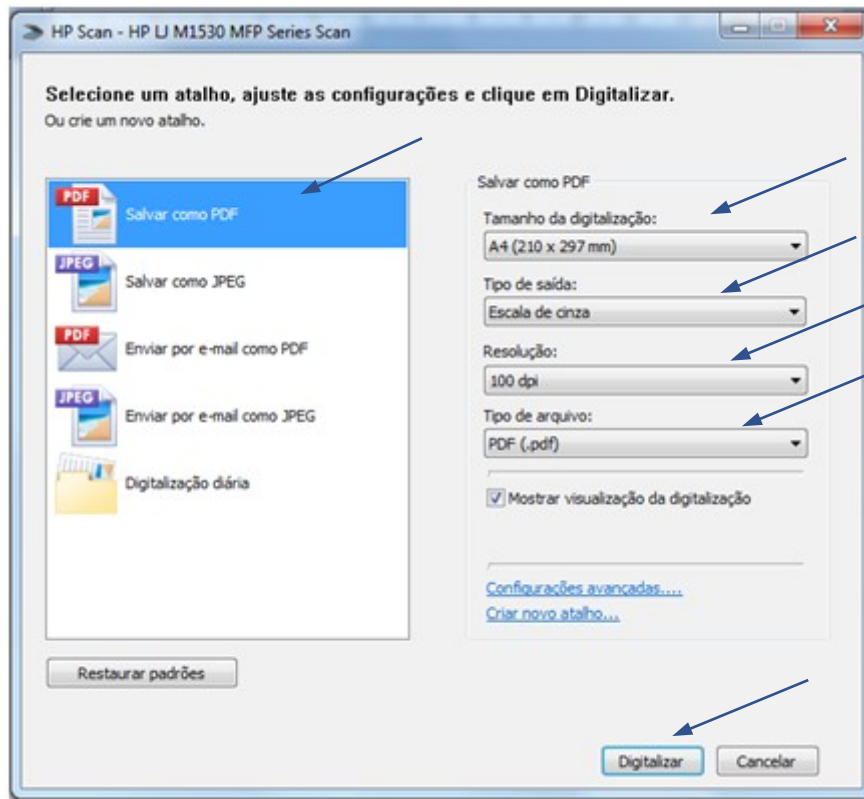 HP Scan - HP LJ M1530 MFP Series Scan
Selecione um atalho, ajuste as configurações e clique em Digitalizar.
Ou crie um novo atalho.
PDF
Salvar como PDF
JPEG
Salvar como JPEG
PDF
Enviar por e-mail como PDF
JPEG
Enviar por e-mail como JPEG
Digitalização diária
Salvar como PDF
Tamanho da digitalização:
A4 (210 x 297 mm)
Tipo de saída:
Escala de cinza
Resolução:
100 dpi
Tipo de arquivo:
PDF (.pdf)
Mostrar visualização da digitalização
Configurações avançadas....
Criar novo atalho...
Restaurar padrões
Digitalizar
Cancelar